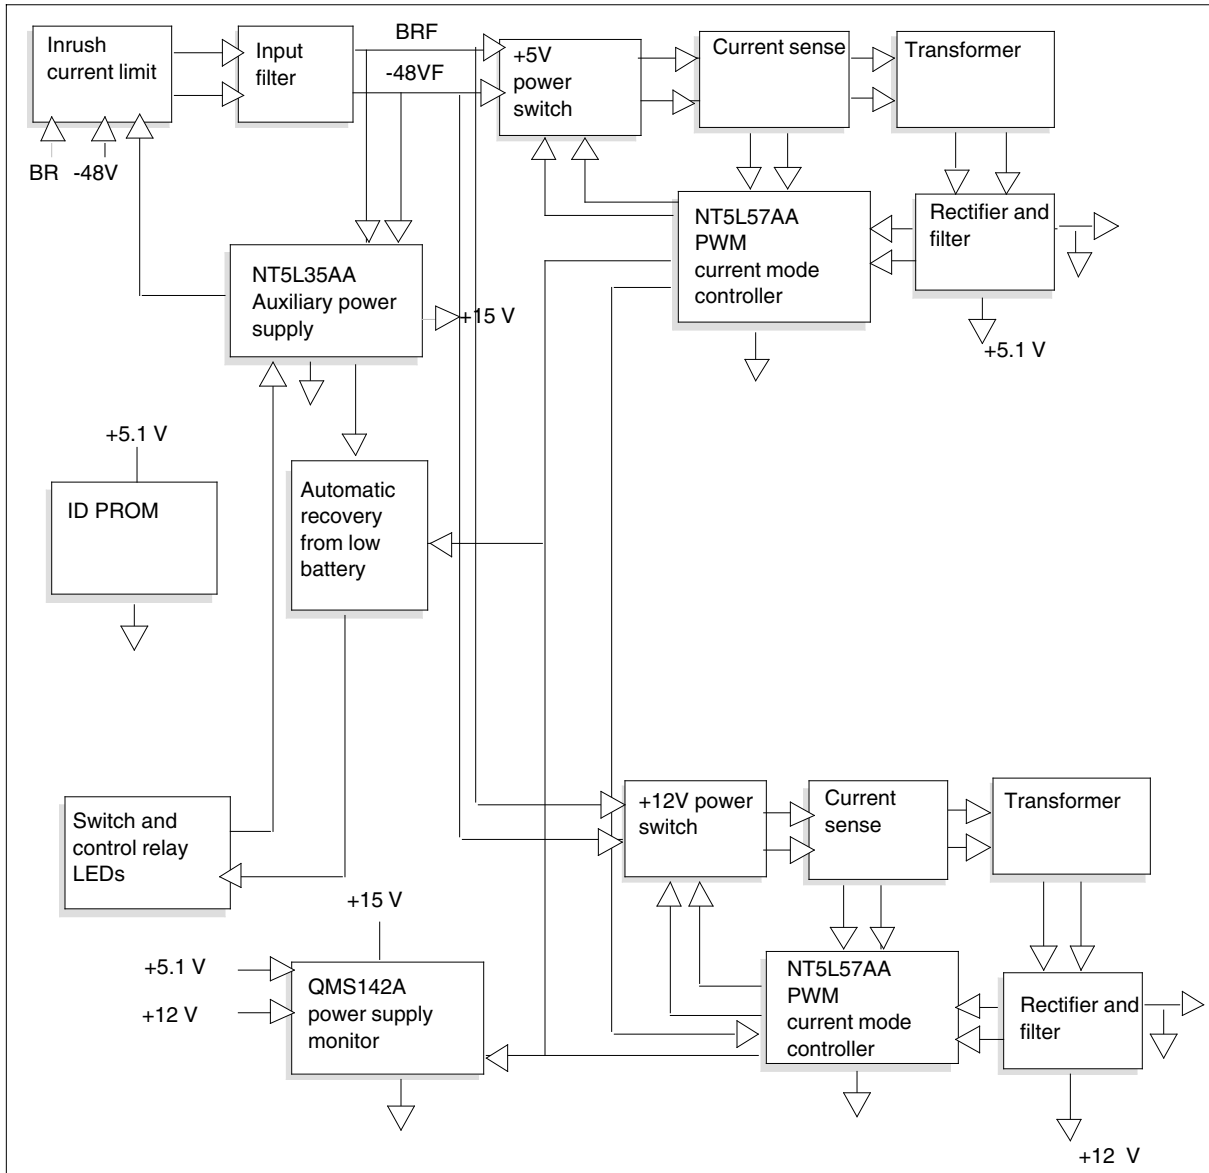 Inrush
current limit
Input
filter
BRF
-48VF
+5V
power
switch
Current sense
Transformer
BR
-48V
NT5L57AA
PWM
current mode
controller
Rectifier and
filter
NT5L35AA
Auxiliary power
supply
+15 V
+5.1 V
+5.1 V
ID PROM
Automatic
recovery
from low
battery
+12V power
switch
Current
sense
Transformer
Switch and
control relay
LEDs
+15 V
+5.1 V
+12 V
QMS142A
power supply
monitor
NT5L57AA
PWM
current mode
controller
Rectifier and
filter
+12 V